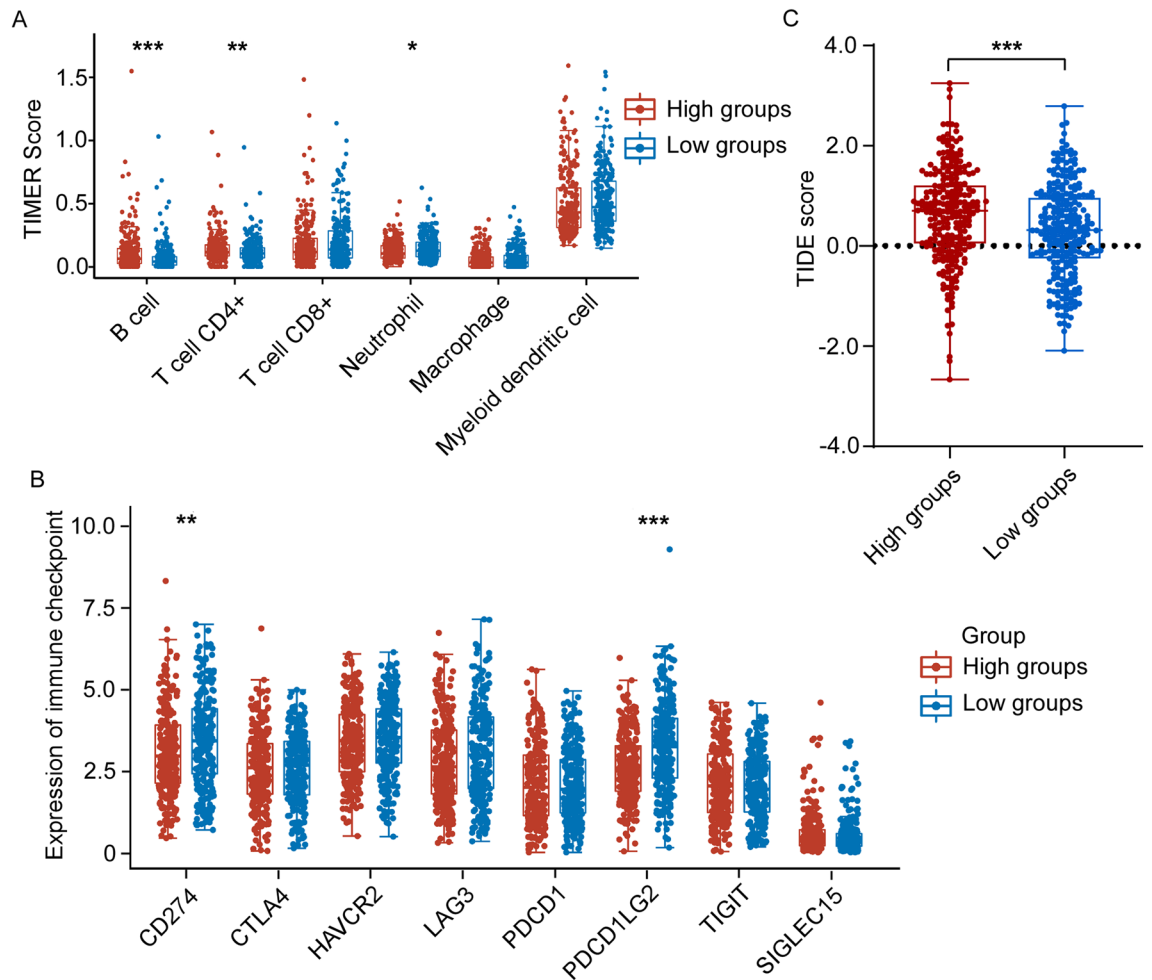 A
*** ** *
TIMER Score
1.5
1.0
0.5
0.0
High groups
Low groups
B cell
T cell CD4+
T cell CD8+
Neutrophil
Macrophage
Myeloid dendritic cell
C
***
TIDE score
4.0
2.0
0.0
-2.0
-4.0
High groups
Low groups
B
** ***
Expression of immune checkpoint
10.0
7.5
5.0
2.5
0
CD274
CTLA4
HAVCR2
LAG3
PDCD1
PDCD1LG2
TIGIT
SIGLEC15
Group
High groups
Low groups